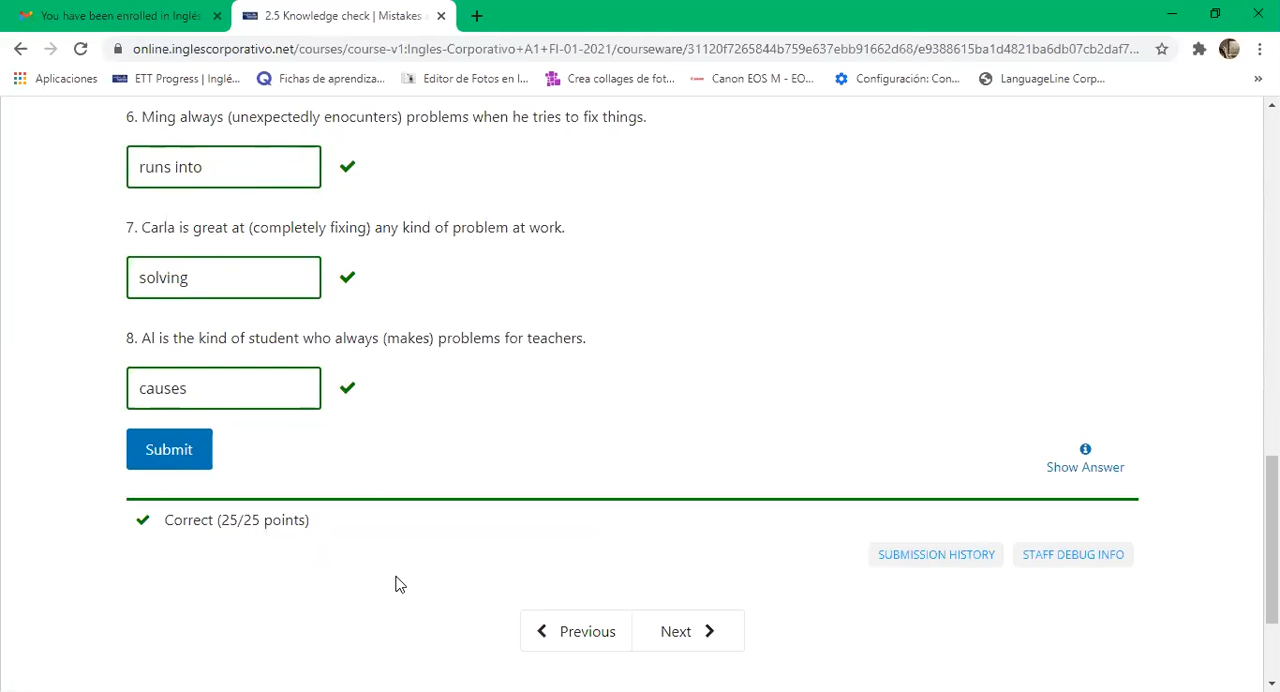 You have been enrolled in Inglés
2.5 Knowledge check | Mistakes a
online.inglescorporativo.net/courses/course-v1:Ingles-Corporativo+A1+FI-01-2021/courseware/31120f7265844b759e637ebb91662d68/e9388615ba1d4821ba6db07cb2daf7...
Aplicaciones
ETT Progress | Inglé...
Fichas de aprendiza...
Editor de Fotos en l...
Crea collages de fot...
Canon EOS M - EO...
Configuración: Con...
LanguageLine Corp...
»
6. Ming always (unexpectedly enocunters) problems when he tries to fix things.
runs into
7. Carla is great at (completely fixing) any kind of problem at work.
solving
8. Al is the kind of student who always (makes) problems for teachers.
causes
Submit
Show Answer
Correct (25/25 points)
SUBMISSION HISTORY
STAFF DEBUG INFO
Previous
Next